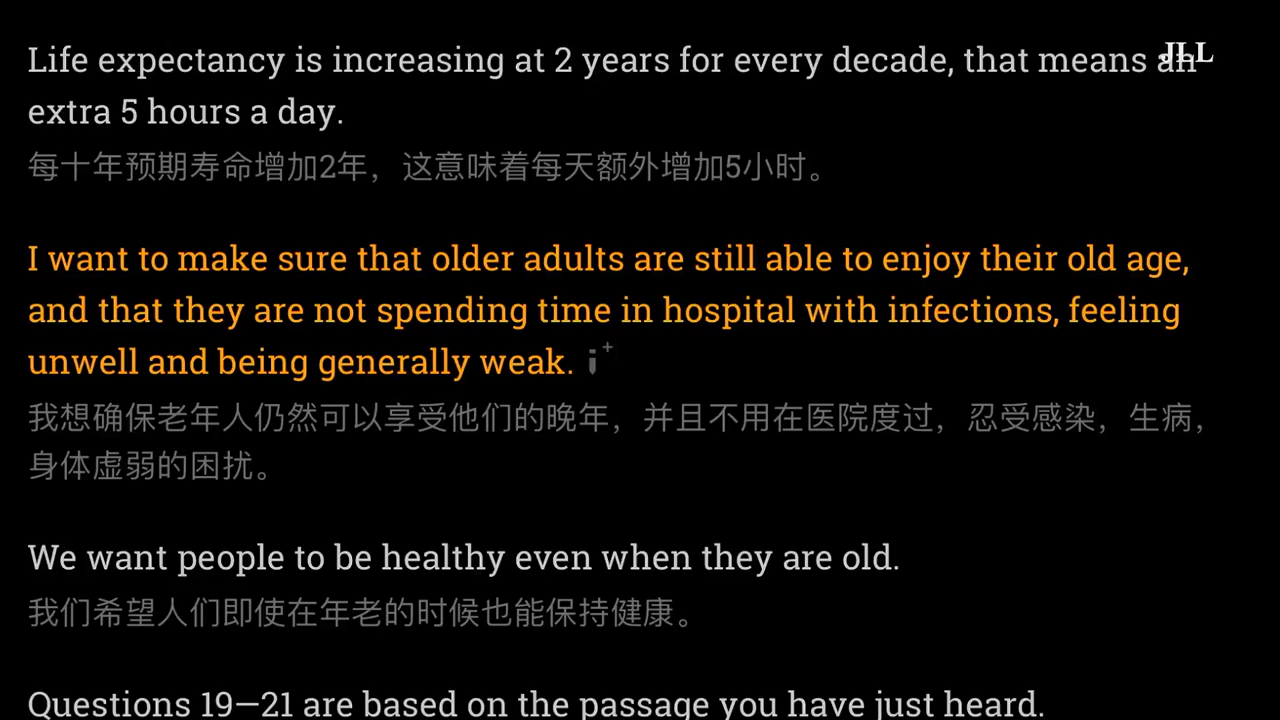 Life expectancy is increasing at 2 years for every decade, that means an
JLL
extra 5 hours a day.
每十年预期寿命增加2年，这意味着每天额外增加5小时。
I want to make sure that older adults are still able to enjoy their old age,
and that they are not spending time in hospital with infections, feeling
unwell and being generally weak.
我想确保老年人仍然可以享受他们的晚年，并且不用在医院度过，忍受感染，生病，
身体虚弱的困扰。
We want people to be healthy even when they are old.
我们希望人们即使在年老的时候也能保持健康。
Questions 19—21 are based on the passage you have just heard.